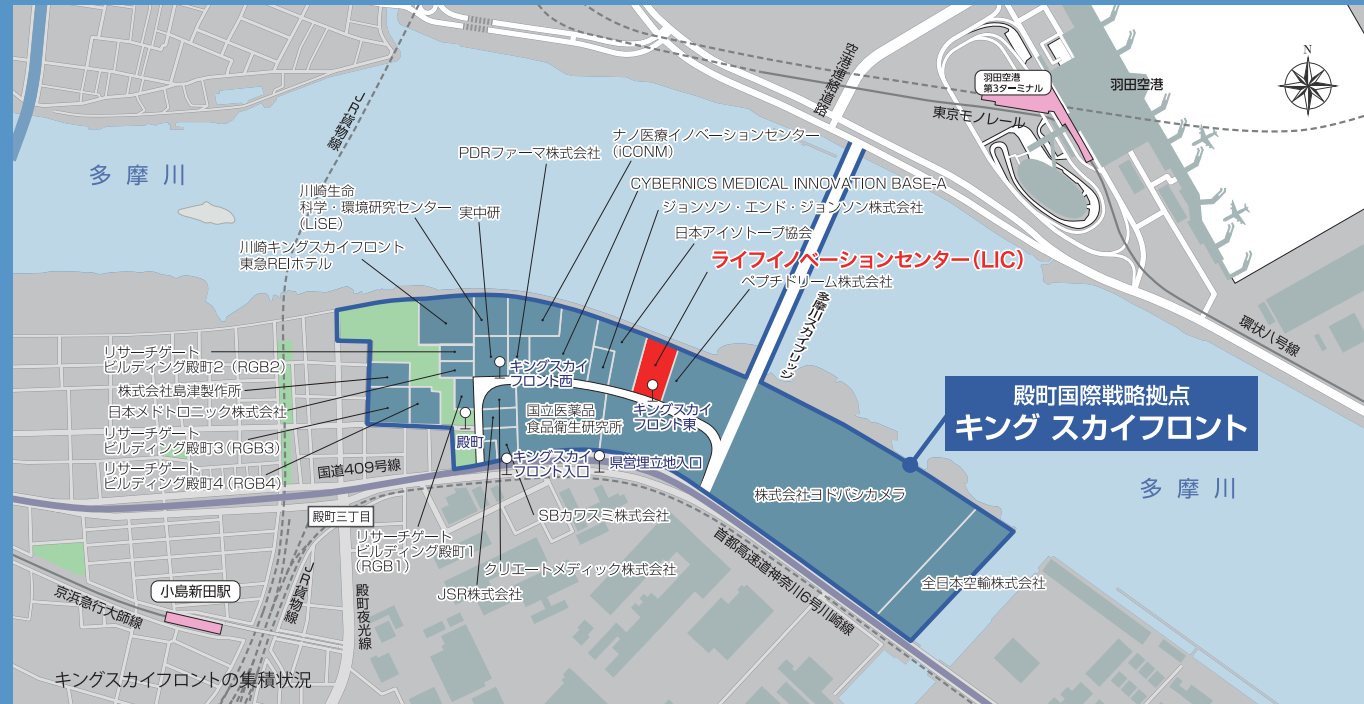 N
空港連絡道路
羽田空港
第3ターミナル
羽田空港
東京モノレール
JR貨物線
多摩川
ナノ医療イノベーションセンター
(iCONM)
PDRファーマ株式会社
CYBERNICS MEDICAL INNOVATION BASE-A
川崎生命
科学・環境研究センター
(LiSE)
実中研
ジョンソン・エンド・ジョンソン株式会社
日本アイソトープ協会
川崎キングスカイフロント
東急REIホテル
ライフイノベーションセンター(LIC)
ペプチドリーム株式会社
多摩川スカイブリッジ
環状八号線
リサーチゲート
ビルディング殿町2 (RGB2)
キングスカイ
フロント西
株式会社島津製作所
日本メドトロニック株式会社
国立医薬品
食品衛生研究所
キングスカイ
フロント東
殿町国際戦略拠点
キング スカイフロント
リサーチゲート
ビルディング殿町3(RGB3)
殿町
リサーチゲート
ビルディング殿町4(RGB4)
国道409号線
キングスカイ
フロント入口
県営埋立地入口
株式会社ヨドバシカメラ
多摩川
殿町三丁目
SBカワスミ株式会社
リサーチゲート
ビルディング殿町1
(RGB1)
首都高速道神奈川6号川崎線
クリエートメディック株式会社
JSR株式会社
全日本空輸株式会社
小島新田駅
京浜急行大師線
JR貨物線
殿町夜光線
キングスカイフロントの集積状況